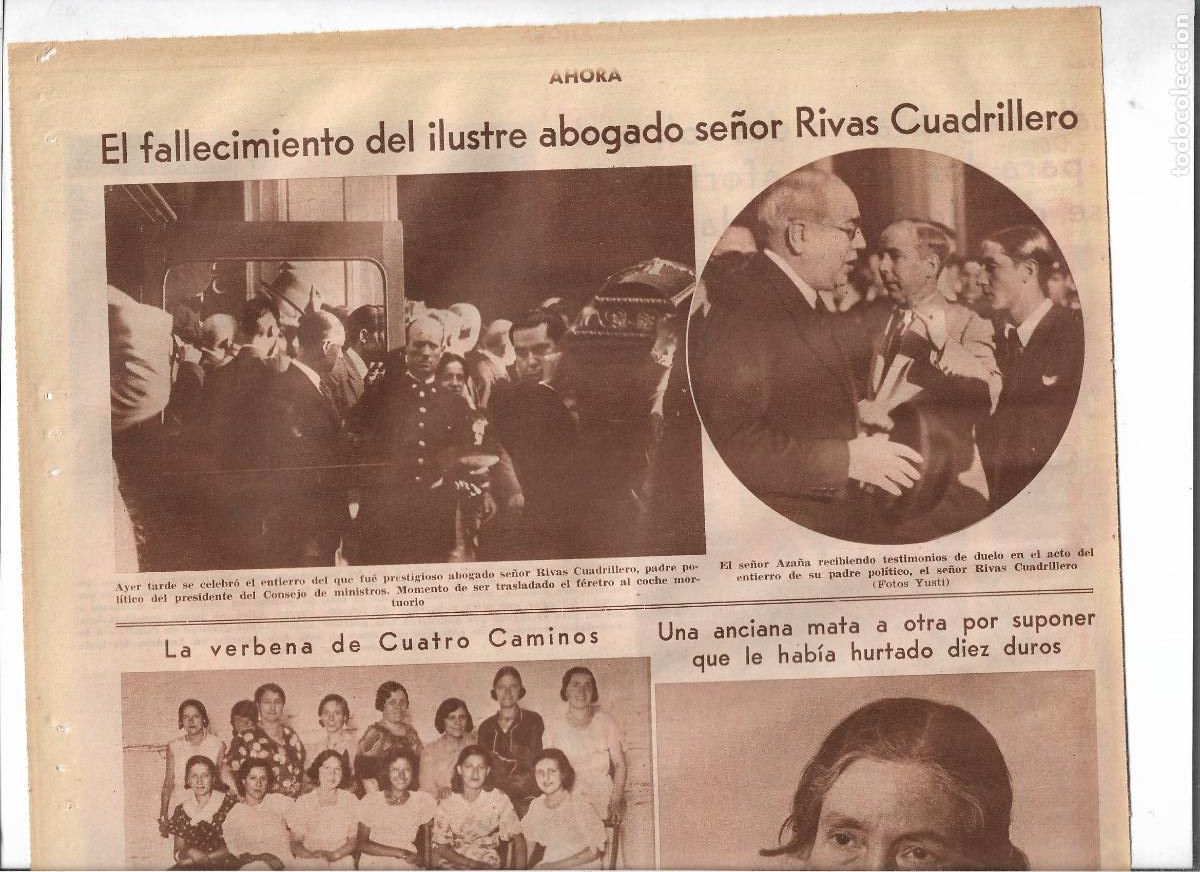 AHORA
El fallecimiento del ilustre abogado señor Rivas Cuadrillero
Ayer tarde se celebró el entierro del que fué prestigioso abogado señor Rivas Cuadrillero, padre po-
lítico del presidente del Consejo de ministros. Momento de ser trasladado el féretro al coche mor-
tuorio
El señor Azaña recibiendo testimonios de duelo en el acto del
entierro de su padre político, el señor Rivas Cuadrillero
(Fotos Yusti)
La verbena de Cuatro Caminos
Una anciana mata a otra por suponer
que le había hurtado diez duros
todocoleccion